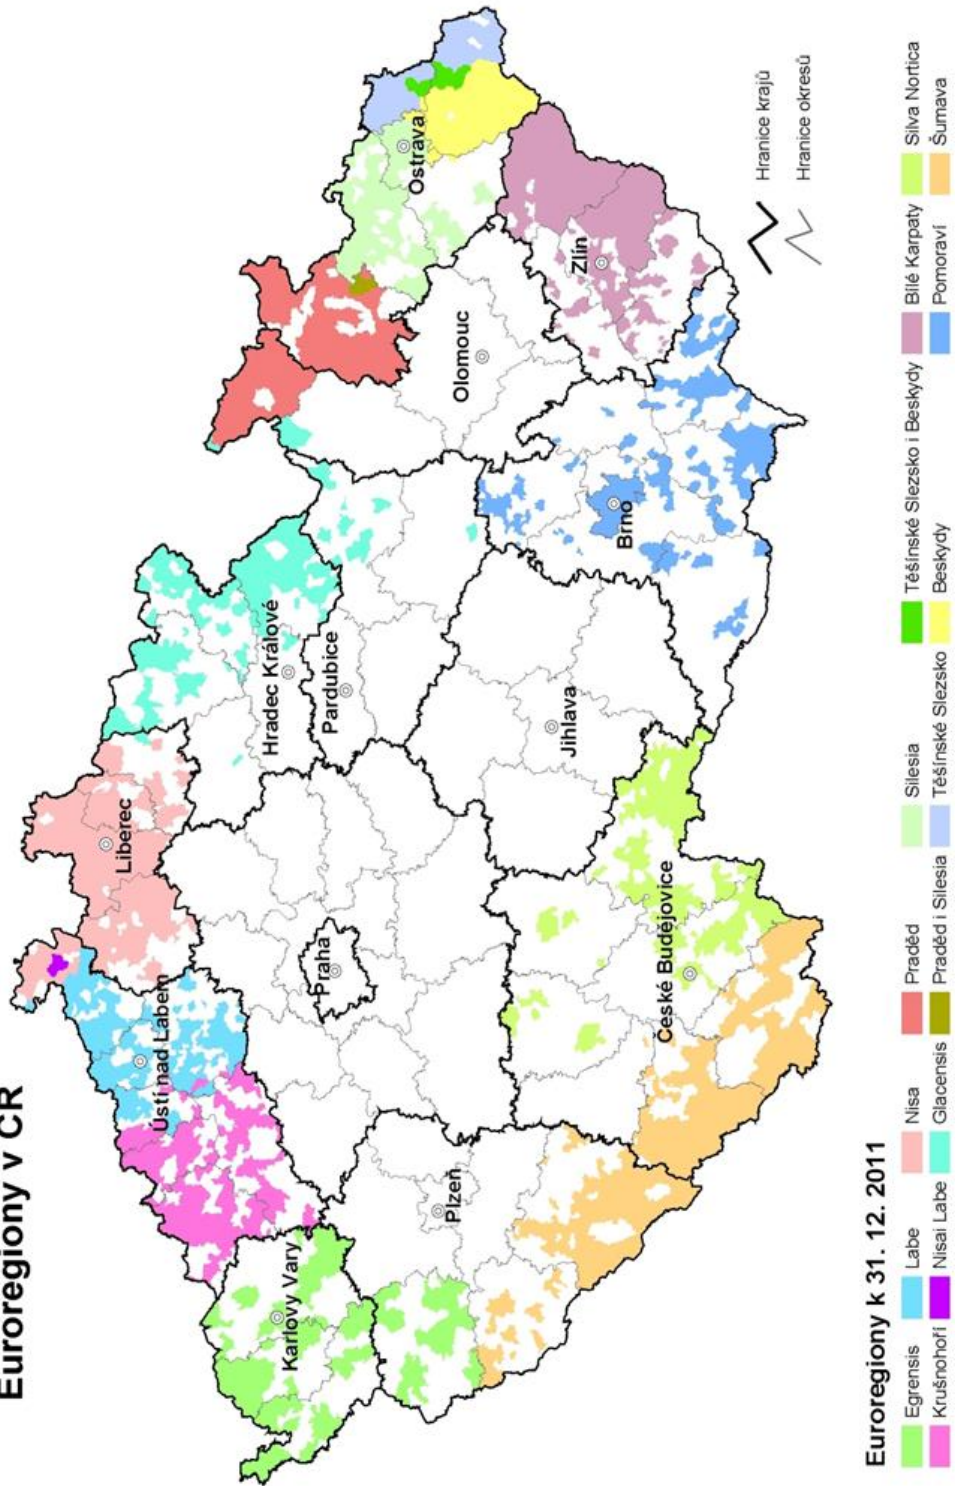 Euroregiony v ČR
Liberec
Ústí nad Labem
Karlovy Vary
Hradec Králové
Praha
Pardubice
Plzeň
Ostrava
Olomouc
Jihlava
Zlín
České Budějovice
Brno
Hranice krajů
Hranice okresů
Euroregiony k 31. 12. 2011
Egrensis Labe Nisa Praděd Silesia Těšínské Slezsko i Beskydy Bílé Karpaty Silva Nortica
Krušnohoří Nisai Labe Glacensis Praděd i Silesia Těšínské Slezsko Beskydy Pomoraví Šumava